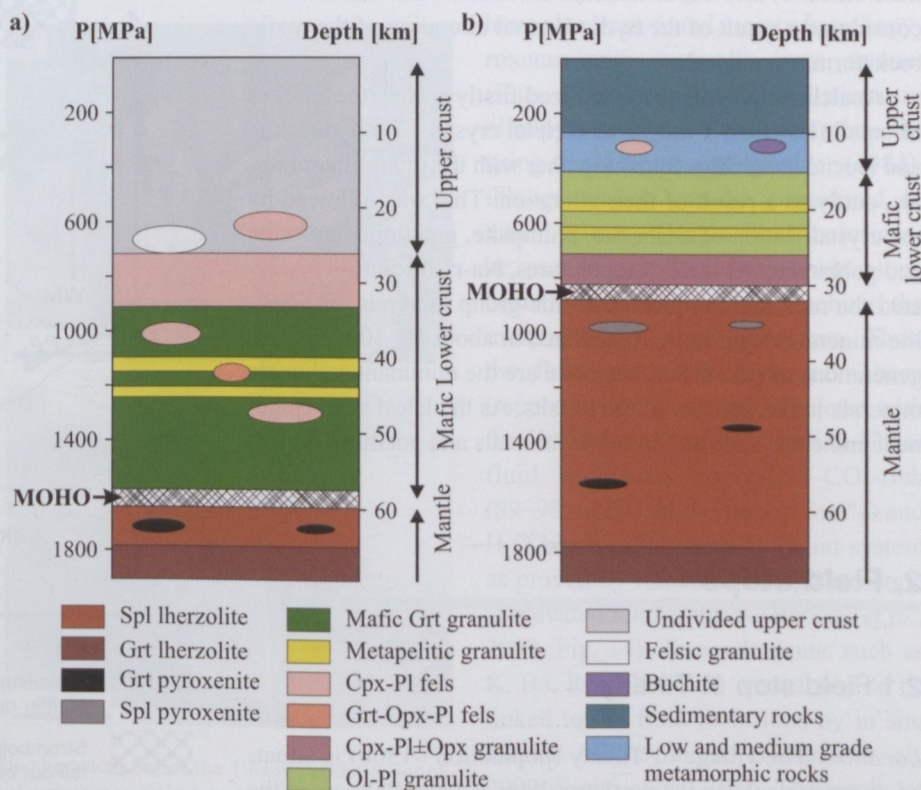 a)
P[MPa]
Depth [km]
200
600
1000
1400
1800
10
20
30
40
50
60
Upper crust
Mafic Lower crust
Mantle
MOHO
b)
P[MPa]
Depth [km]
200
600
1000
1400
1800
10
20
30
40
50
60
Upper
crust
Mafic
lower crust
Mantle
MOHO
Spl lherzolite
Grt lherzolite
Grt pyroxenite
Spl pyroxenite
Mafic Grt granulite
Metapelitic granulite
Cpx-Pl fels
Grt-Opx-Pl fels
Cpx-Pl±Opx granulite
Ol-Pl granulite
Undivided upper crust
Felsic granulite
Buchite
Sedimentary rocks
Low and medium grade
metamorphic rocks